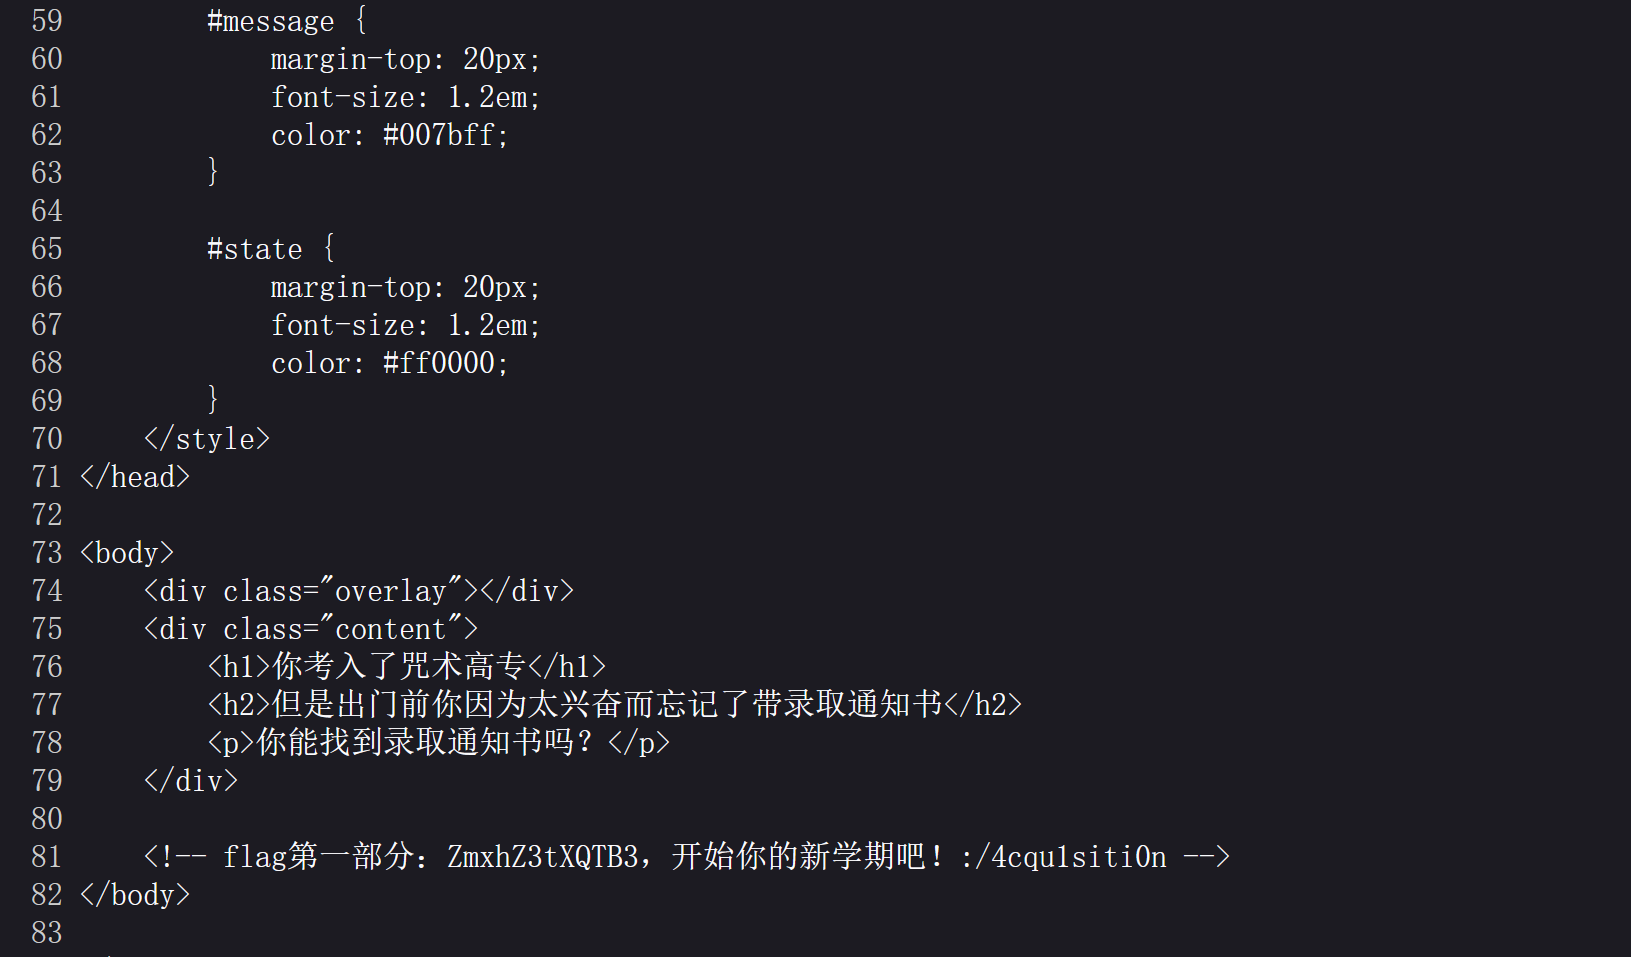 59         #message {
60             margin-top: 20px;
61             font-size: 1.2em;
62             color: #007bff;
63         }
64
65         #state {
66             margin-top: 20px;
67             font-size: 1.2em;
68             color: #ff0000;
69         }
70     </style>
71 </head>
72
73 <body>
74     <div class="overlay"></div>
75     <div class="content">
76         <h1>你考入了咒术高专</h1>
77         <h2>但是出门前你因为太兴奋而忘记了带录取通知书</h2>
78         <p>你能找到录取通知书吗？</p>
79     </div>
80
81     <!-- flag第一部分：ZmxhZ3tXQTB3，开始你的新学期吧！:/4cqu1siti0n -->
82 </body>
83